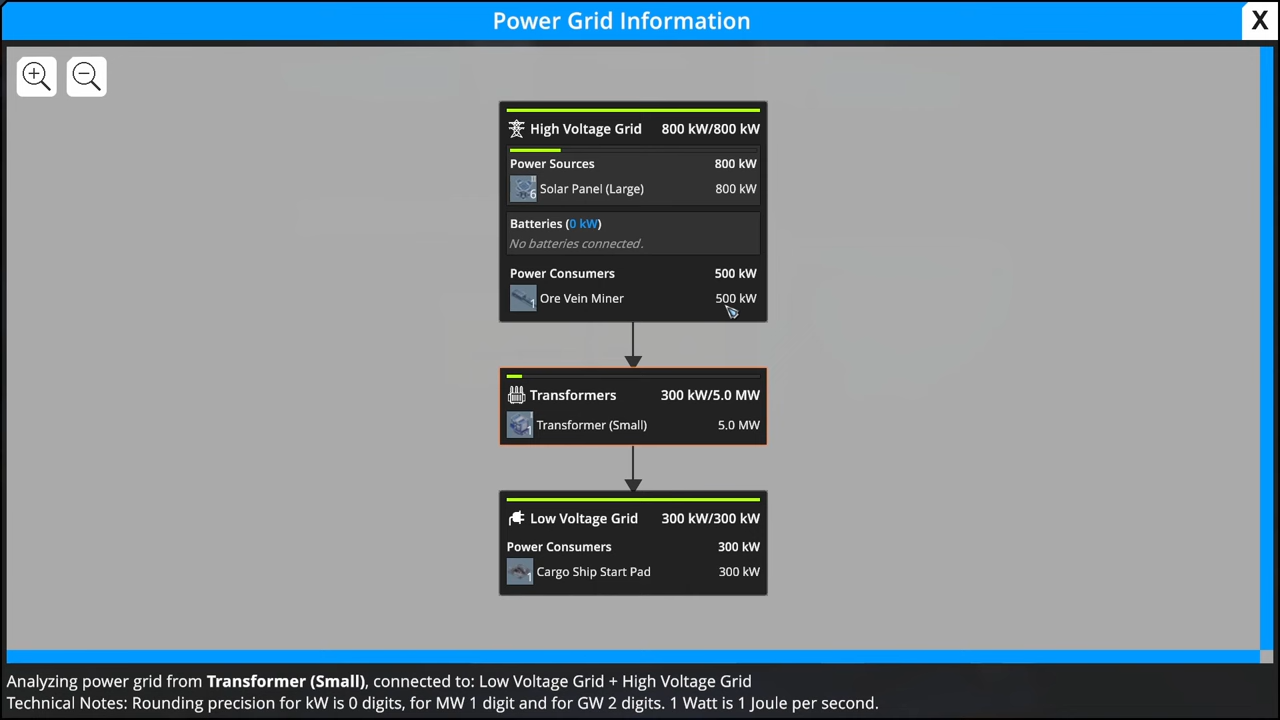 Power Grid Information
X
High Voltage Grid 800 kW/800 kW
Power Sources 800 kW
6 Solar Panel (Large) 800 kW
Batteries (0 kW)
No batteries connected.
Power Consumers 500 kW
1 Ore Vein Miner 500 kW
Transformers 300 kW/5.0 MW
1 Transformer (Small) 5.0 MW
Low Voltage Grid 300 kW/300 kW
Power Consumers 300 kW
1 Cargo Ship Start Pad 300 kW
Analyzing power grid from Transformer (Small), connected to: Low Voltage Grid + High Voltage Grid
Technical Notes: Rounding precision for kW is 0 digits, for MW 1 digit and for GW 2 digits. 1 Watt is 1 Joule per second.